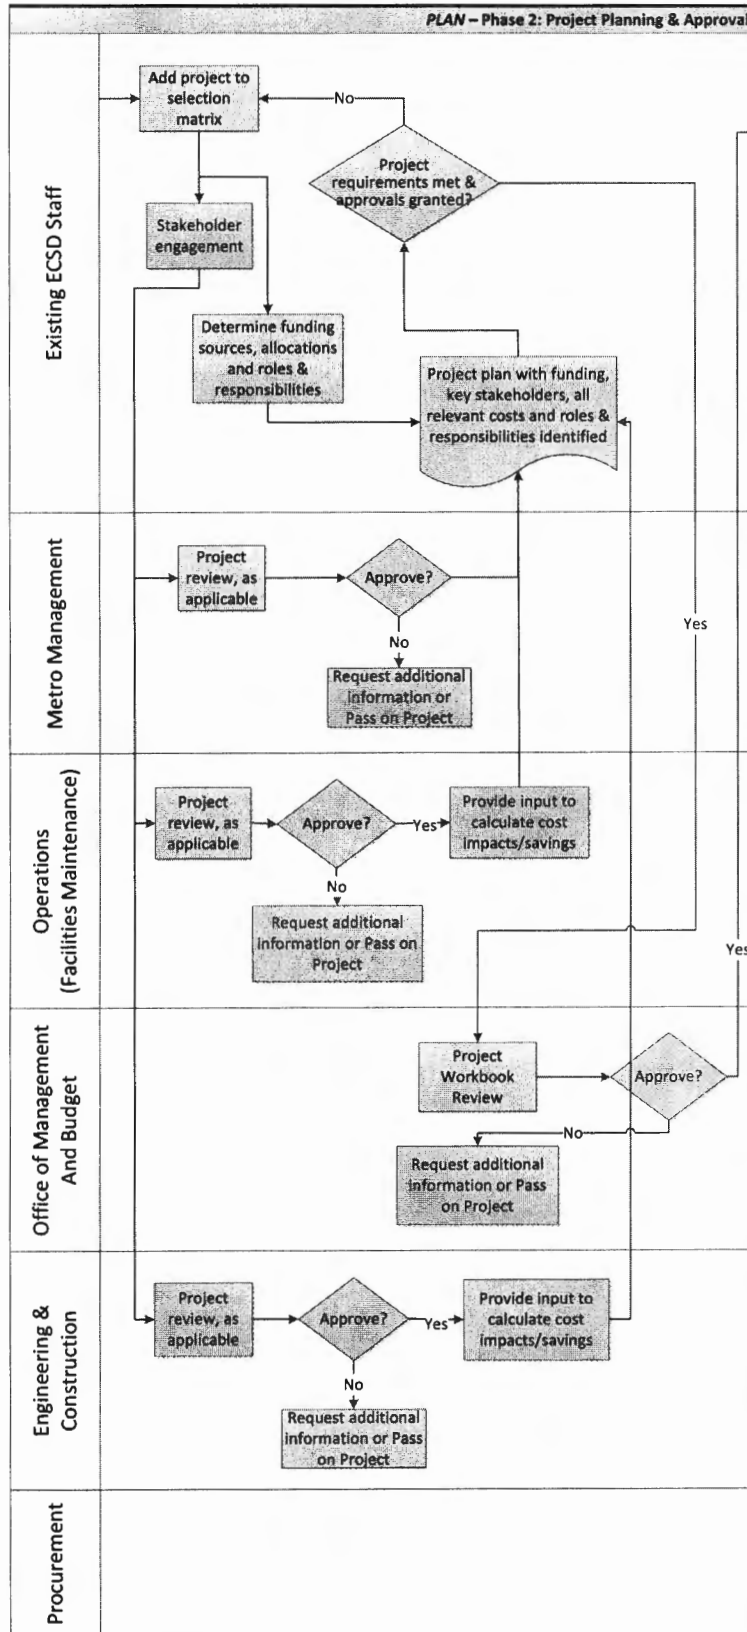 PLAN – Phase 2: Project Planning & Approval
Existing ECSD Staff
Add project to
selection
matrix
No
Project
requirements met &
approvals granted?
Stakeholder
engagement
Determine funding
sources, allocations
and roles &
responsibilities
Project plan with funding,
key stakeholders, all
relevant costs and roles &
responsibilities identified
Metro Management
Project
review, as
applicable
Approve?
No
Request additional
information or
Pass on Project
Yes
Operations
(Facilities Maintenance)
Project
review, as
applicable
Approve?
Yes
Provide input to
calculate cost
impacts/savings
No
Request additional
information or Pass on
Project
Yes
Office of Management
And Budget
Project
Workbook
Review
Approve?
No
Request additional
information or Pass
on Project
Engineering &
Construction
Project
review, as
applicable
Approve?
Yes
Provide input to
calculate cost
impacts/savings
No
Request additional
information or Pass
on Project
Procurement